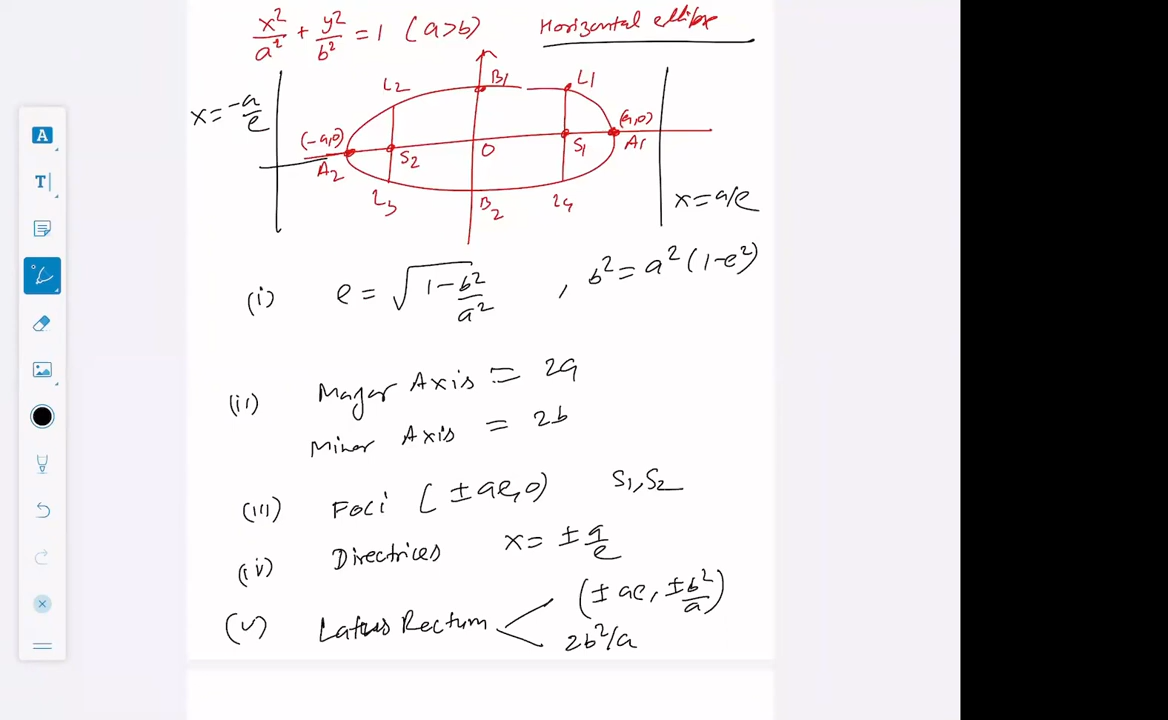 x²/a² + y²/b² = 1 (a>b) Horizontal ellipse
L2 B1 L1
x = -a/e
(-a,0) (a,0)
A2 S2 O S1 A1
L3 B2 L4 x = a/e
(i) e = √(1-b²/a²) , b² = a²(1-e²)
(ii) Major Axis = 2a
Minor Axis = 2b
(iii) Foci (±ae,0) S1,S2
(iv) Directrices x = ±a/e
(v) Latus Rectum (±ae, ±b²/a)
2b²/a
A
T